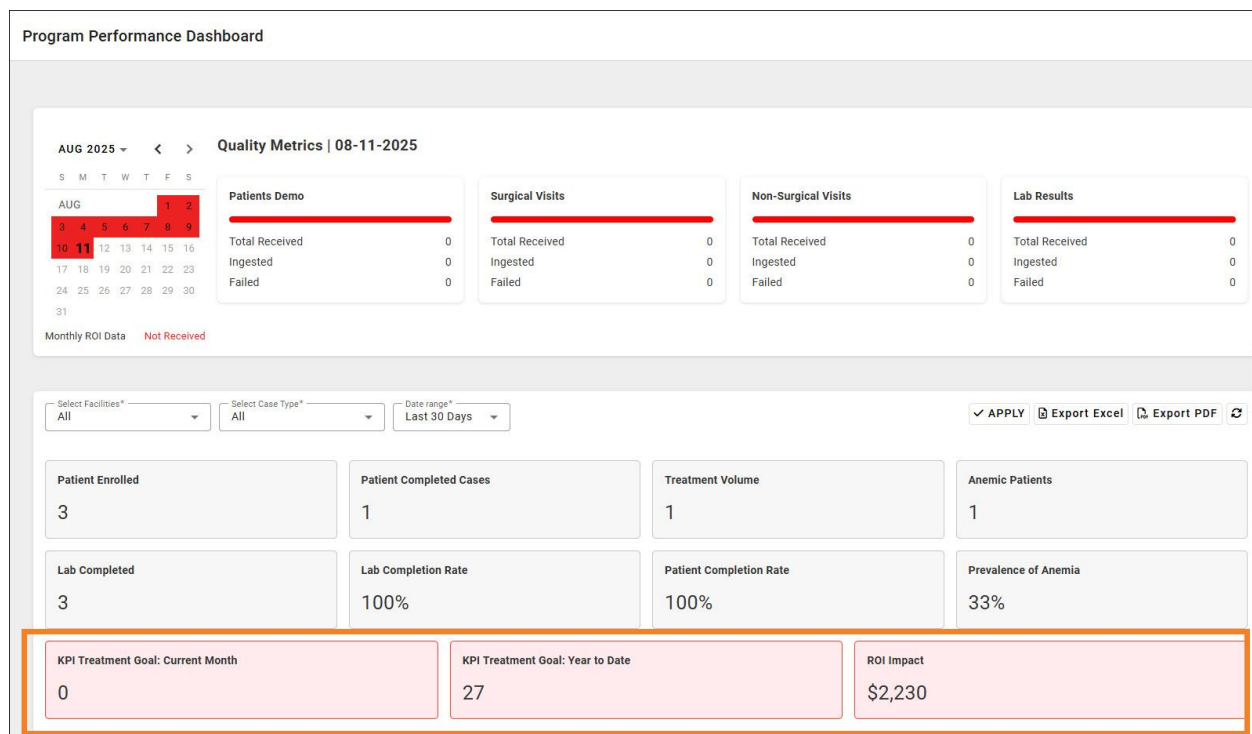 Program Performance Dashboard
AUG 2025
Quality Metrics | 08-11-2025
S M T W T F S
AUG 1 2
3 4 5 6 7 8 9
10 11 12 13 14 15 16
17 18 19 20 21 22 23
24 25 26 27 28 29 30
31
Monthly ROI Data Not Received
Patients Demo
Total Received 0
Ingested 0
Failed 0
Surgical Visits
Total Received 0
Ingested 0
Failed 0
Non-Surgical Visits
Total Received 0
Ingested 0
Failed 0
Lab Results
Total Received 0
Ingested 0
Failed 0
Select Facilities*
All
Select Case Type*
All
Date range*
Last 30 Days
APPLY
Export Excel
Export PDF
Patient Enrolled
3
Patient Completed Cases
1
Treatment Volume
1
Anemic Patients
1
Lab Completed
3
Lab Completion Rate
100%
Patient Completion Rate
100%
Prevalence of Anemia
33%
KPI Treatment Goal: Current Month
0
KPI Treatment Goal: Year to Date
27
ROI Impact
$2,230